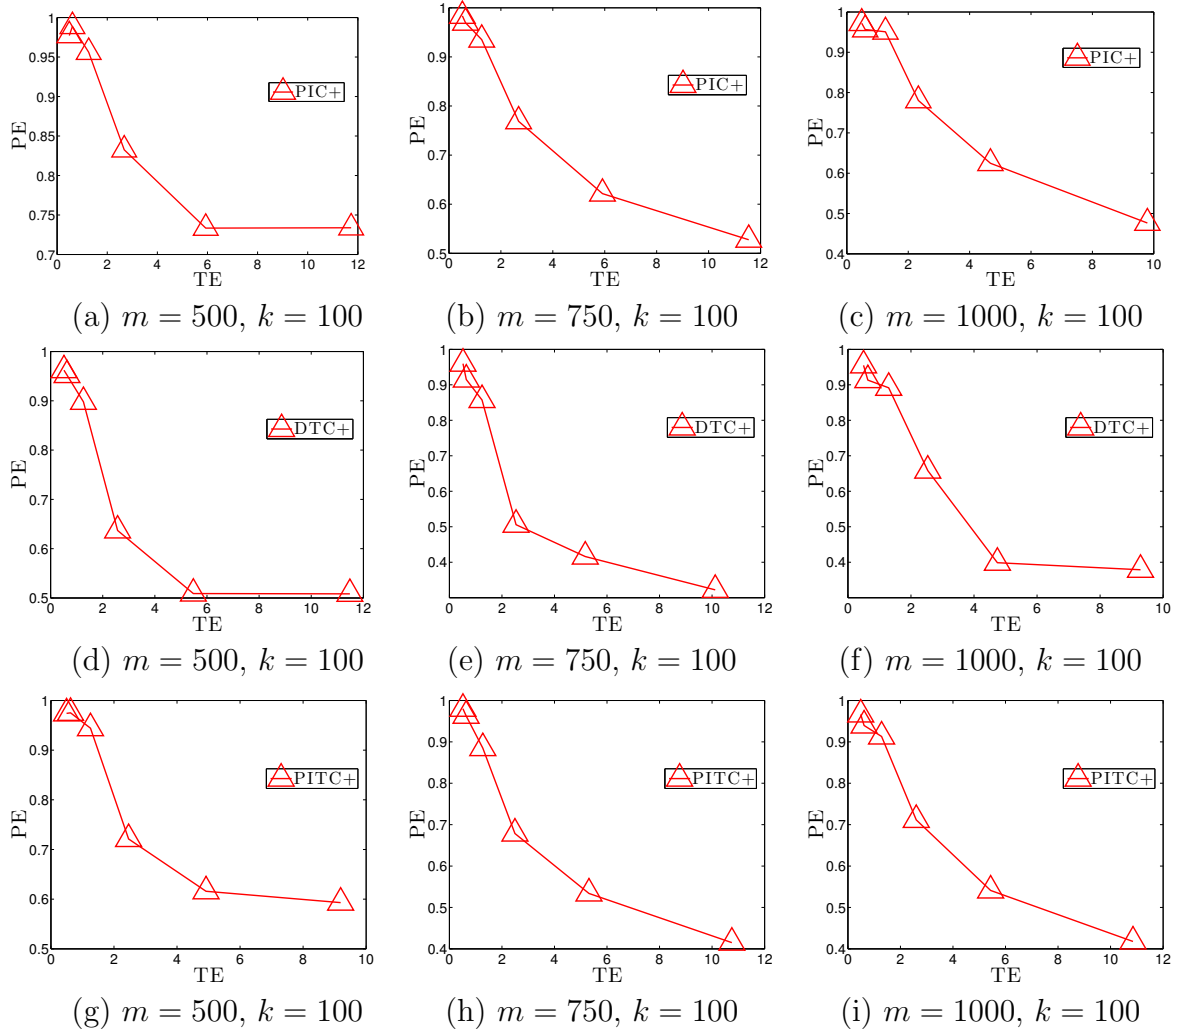 1
0.95
0.9
0.85
0.8
0.75
0.7
PE
0 2 4 6 8 10 12
TE
PIC+
(a) m = 500, k = 100
1
0.9
0.8
0.7
0.6
0.5
PE
0 2 4 6 8 10 12
TE
PIC+
(b) m = 750, k = 100
1
0.9
0.8
0.7
0.6
0.5
0.4
PE
0 2 4 6 8 10
TE
PIC+
(c) m = 1000, k = 100
1
0.9
0.8
0.7
0.6
0.5
PE
0 2 4 6 8 10 12
TE
DTC+
(d) m = 500, k = 100
1
0.9
0.8
0.7
0.6
0.5
0.4
PE
0 2 4 6 8 10 12
TE
DTC+
(e) m = 750, k = 100
1
0.9
0.8
0.7
0.6
0.5
0.4
PE
0 2 4 6 8 10
TE
DTC+
(f) m = 1000, k = 100
1
0.9
0.8
0.7
0.6
0.5
PE
0 2 4 6 8 10
TE
PITC+
(g) m = 500, k = 100
1
0.9
0.8
0.7
0.6
0.5
0.4
PE
0 2 4 6 8 10 12
TE
PITC+
(h) m = 750, k = 100
1
0.9
0.8
0.7
0.6
0.5
0.4
PE
0 2 4 6 8 10 12
TE
PITC+
(i) m = 1000, k = 100